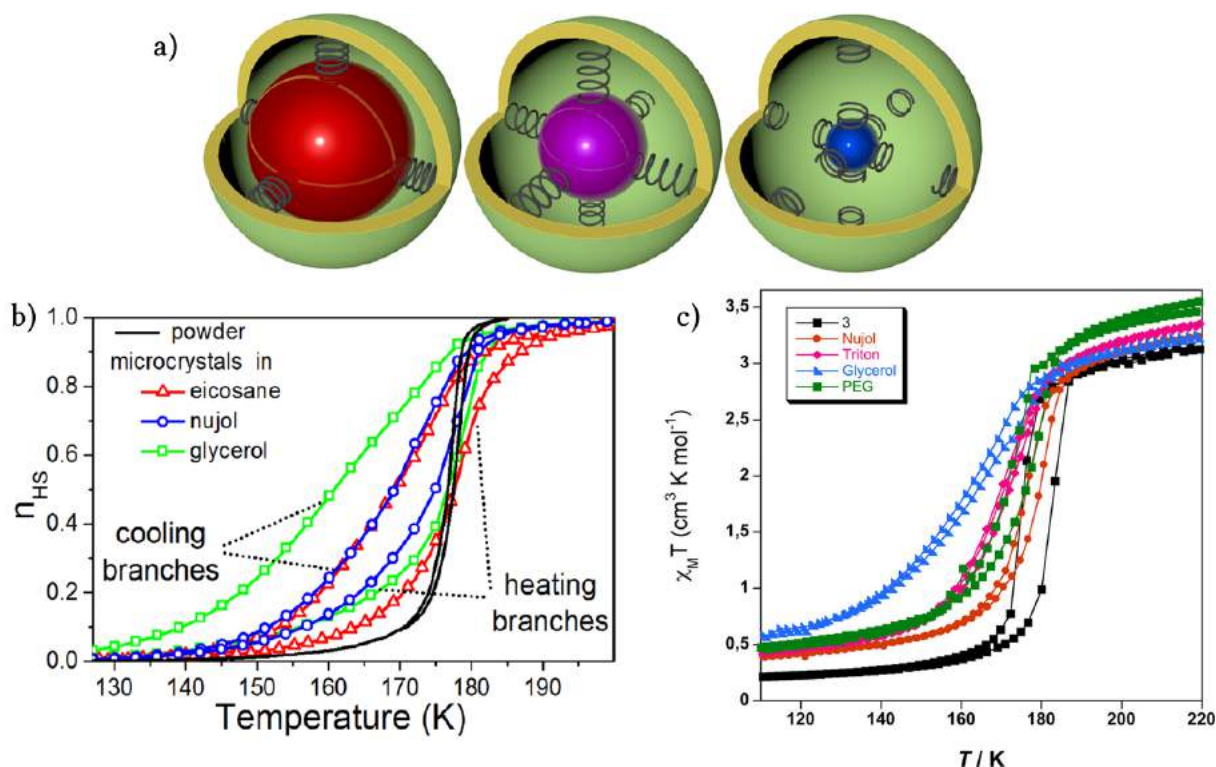 a)
b)
1.0
0.8
0.6
0.4
0.2
0.0
n_HS
powder
microcrystals in
eicosane
nujol
glycerol
cooling
branches
heating
branches
130 140 150 160 170 180 190
Temperature (K)
c)
3,5
3
2,5
2
1,5
1
0,5
0
χ_M T (cm³ K mol⁻¹)
3
Nujol
Triton
Glycerol
PEG
120 140 160 180 200 220
T / K